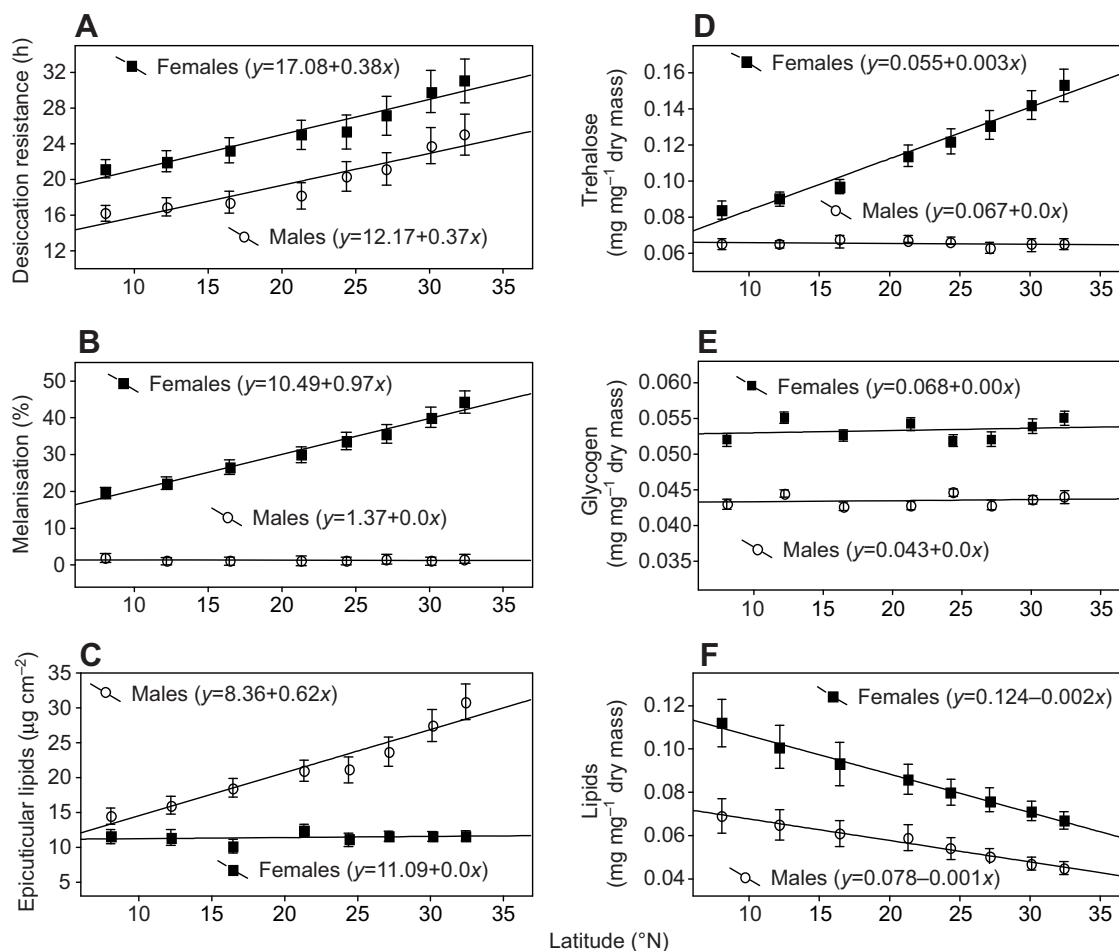 A
Desiccation resistance (h)
32
28
24
20
16
12
Females (y=17.08+0.38x)
Males (y=12.17+0.37x)
10 15 20 25 30 35
B
Melanisation (%)
50
40
30
20
10
0
Females (y=10.49+0.97x)
Males (y=1.37+0.0x)
10 15 20 25 30 35
C
Epicuticular lipids (μg cm⁻²)
35
30
25
20
15
10
5
Males (y=8.36+0.62x)
Females (y=11.09+0.0x)
10 15 20 25 30 35
D
Trehalose
(mg mg⁻¹ dry mass)
0.16
0.14
0.12
0.10
0.08
0.06
Females (y=0.055+0.003x)
Males (y=0.067+0.0x)
10 15 20 25 30 35
E
Glycogen
(mg mg⁻¹ dry mass)
0.060
0.055
0.050
0.045
0.040
0.035
Females (y=0.068+0.00x)
Males (y=0.043+0.0x)
10 15 20 25 30 35
F
Lipids
(mg mg⁻¹ dry mass)
0.12
0.10
0.08
0.06
0.04
Females (y=0.124–0.002x)
Males (y=0.078–0.001x)
10 15 20 25 30 35
Latitude (°N)